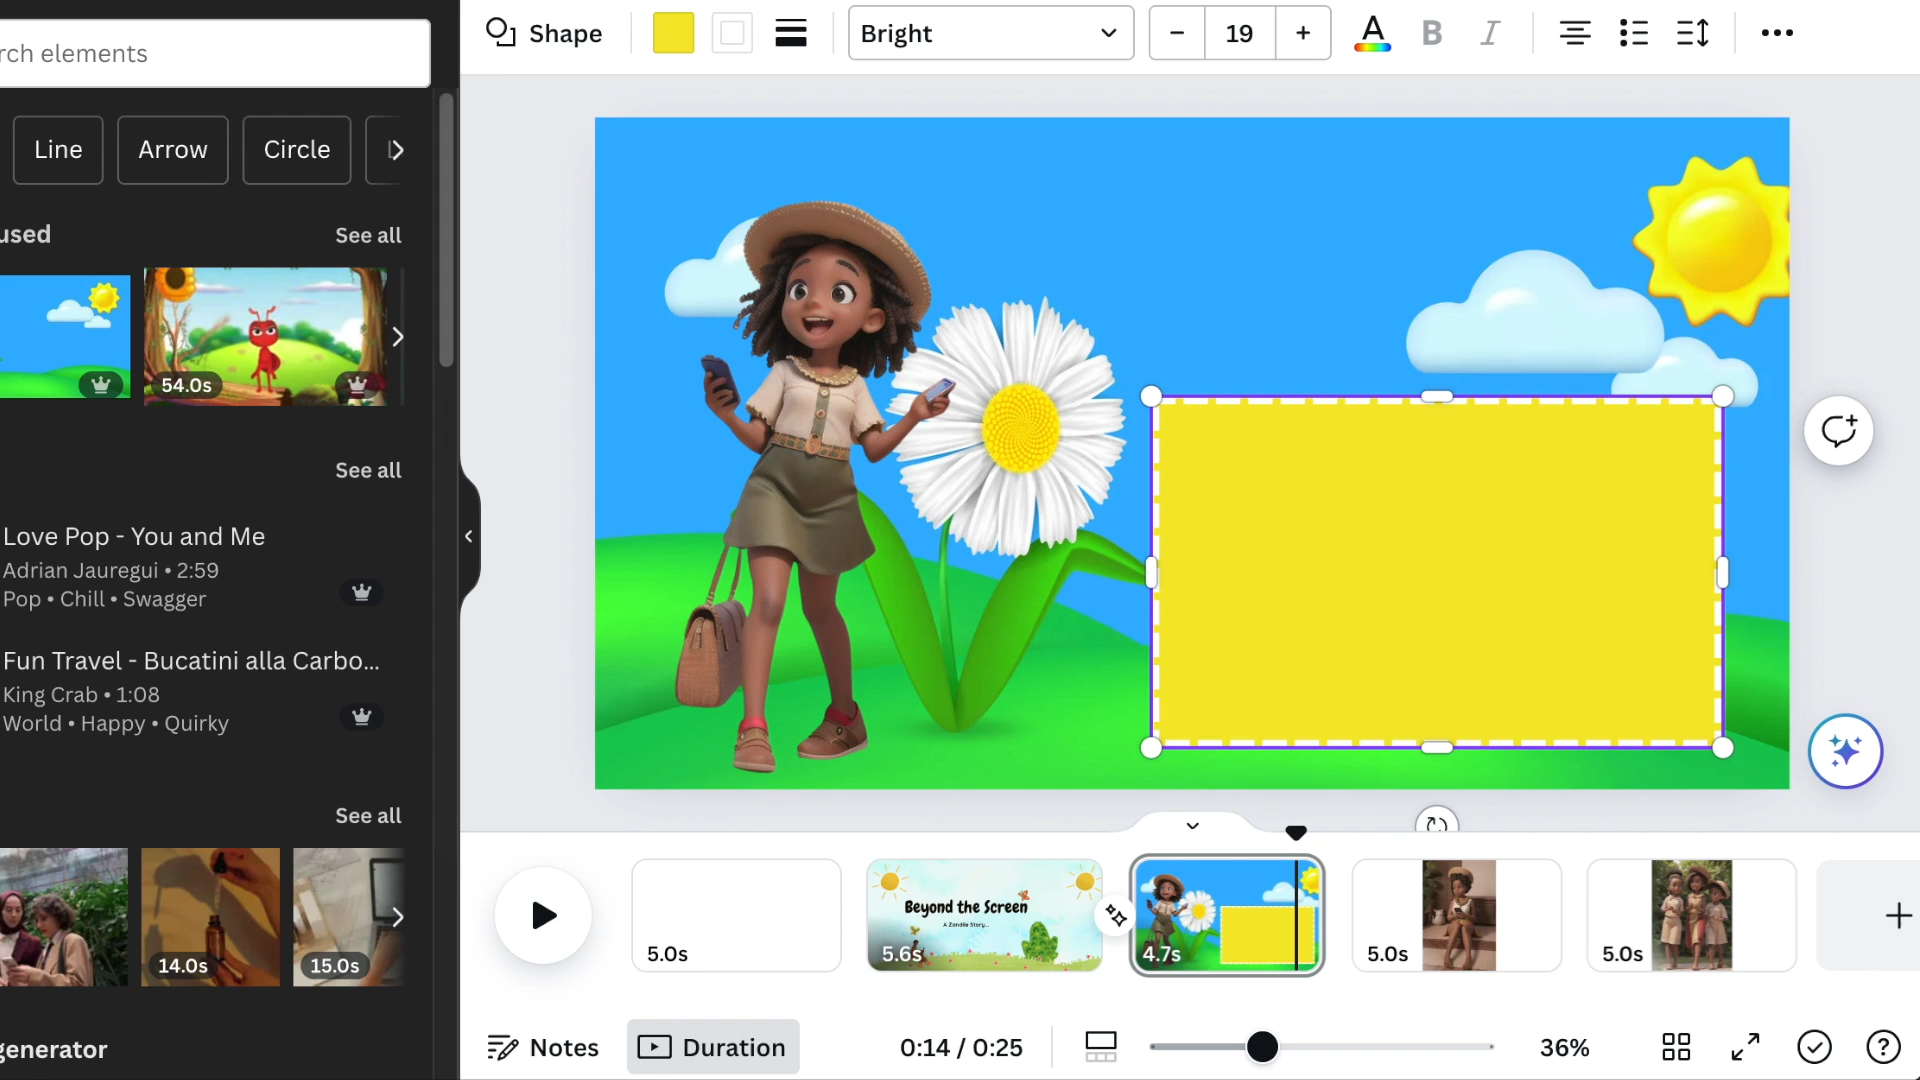 rch elements
Shape
Bright
19
A
B
I
Line
Arrow
Circle
used
See all
54.0s
See all
Love Pop - You and Me
Adrian Jauregui • 2:59
Pop • Chill • Swagger
Fun Travel - Bucatini alla Carbo...
King Crab • 1:08
World • Happy • Quirky
See all
14.0s
15.0s
generator
5.0s
Beyond the Screen
A Zandile Story...
5.6s
4.7s
5.0s
5.0s
Notes
Duration
0:14 / 0:25
36%